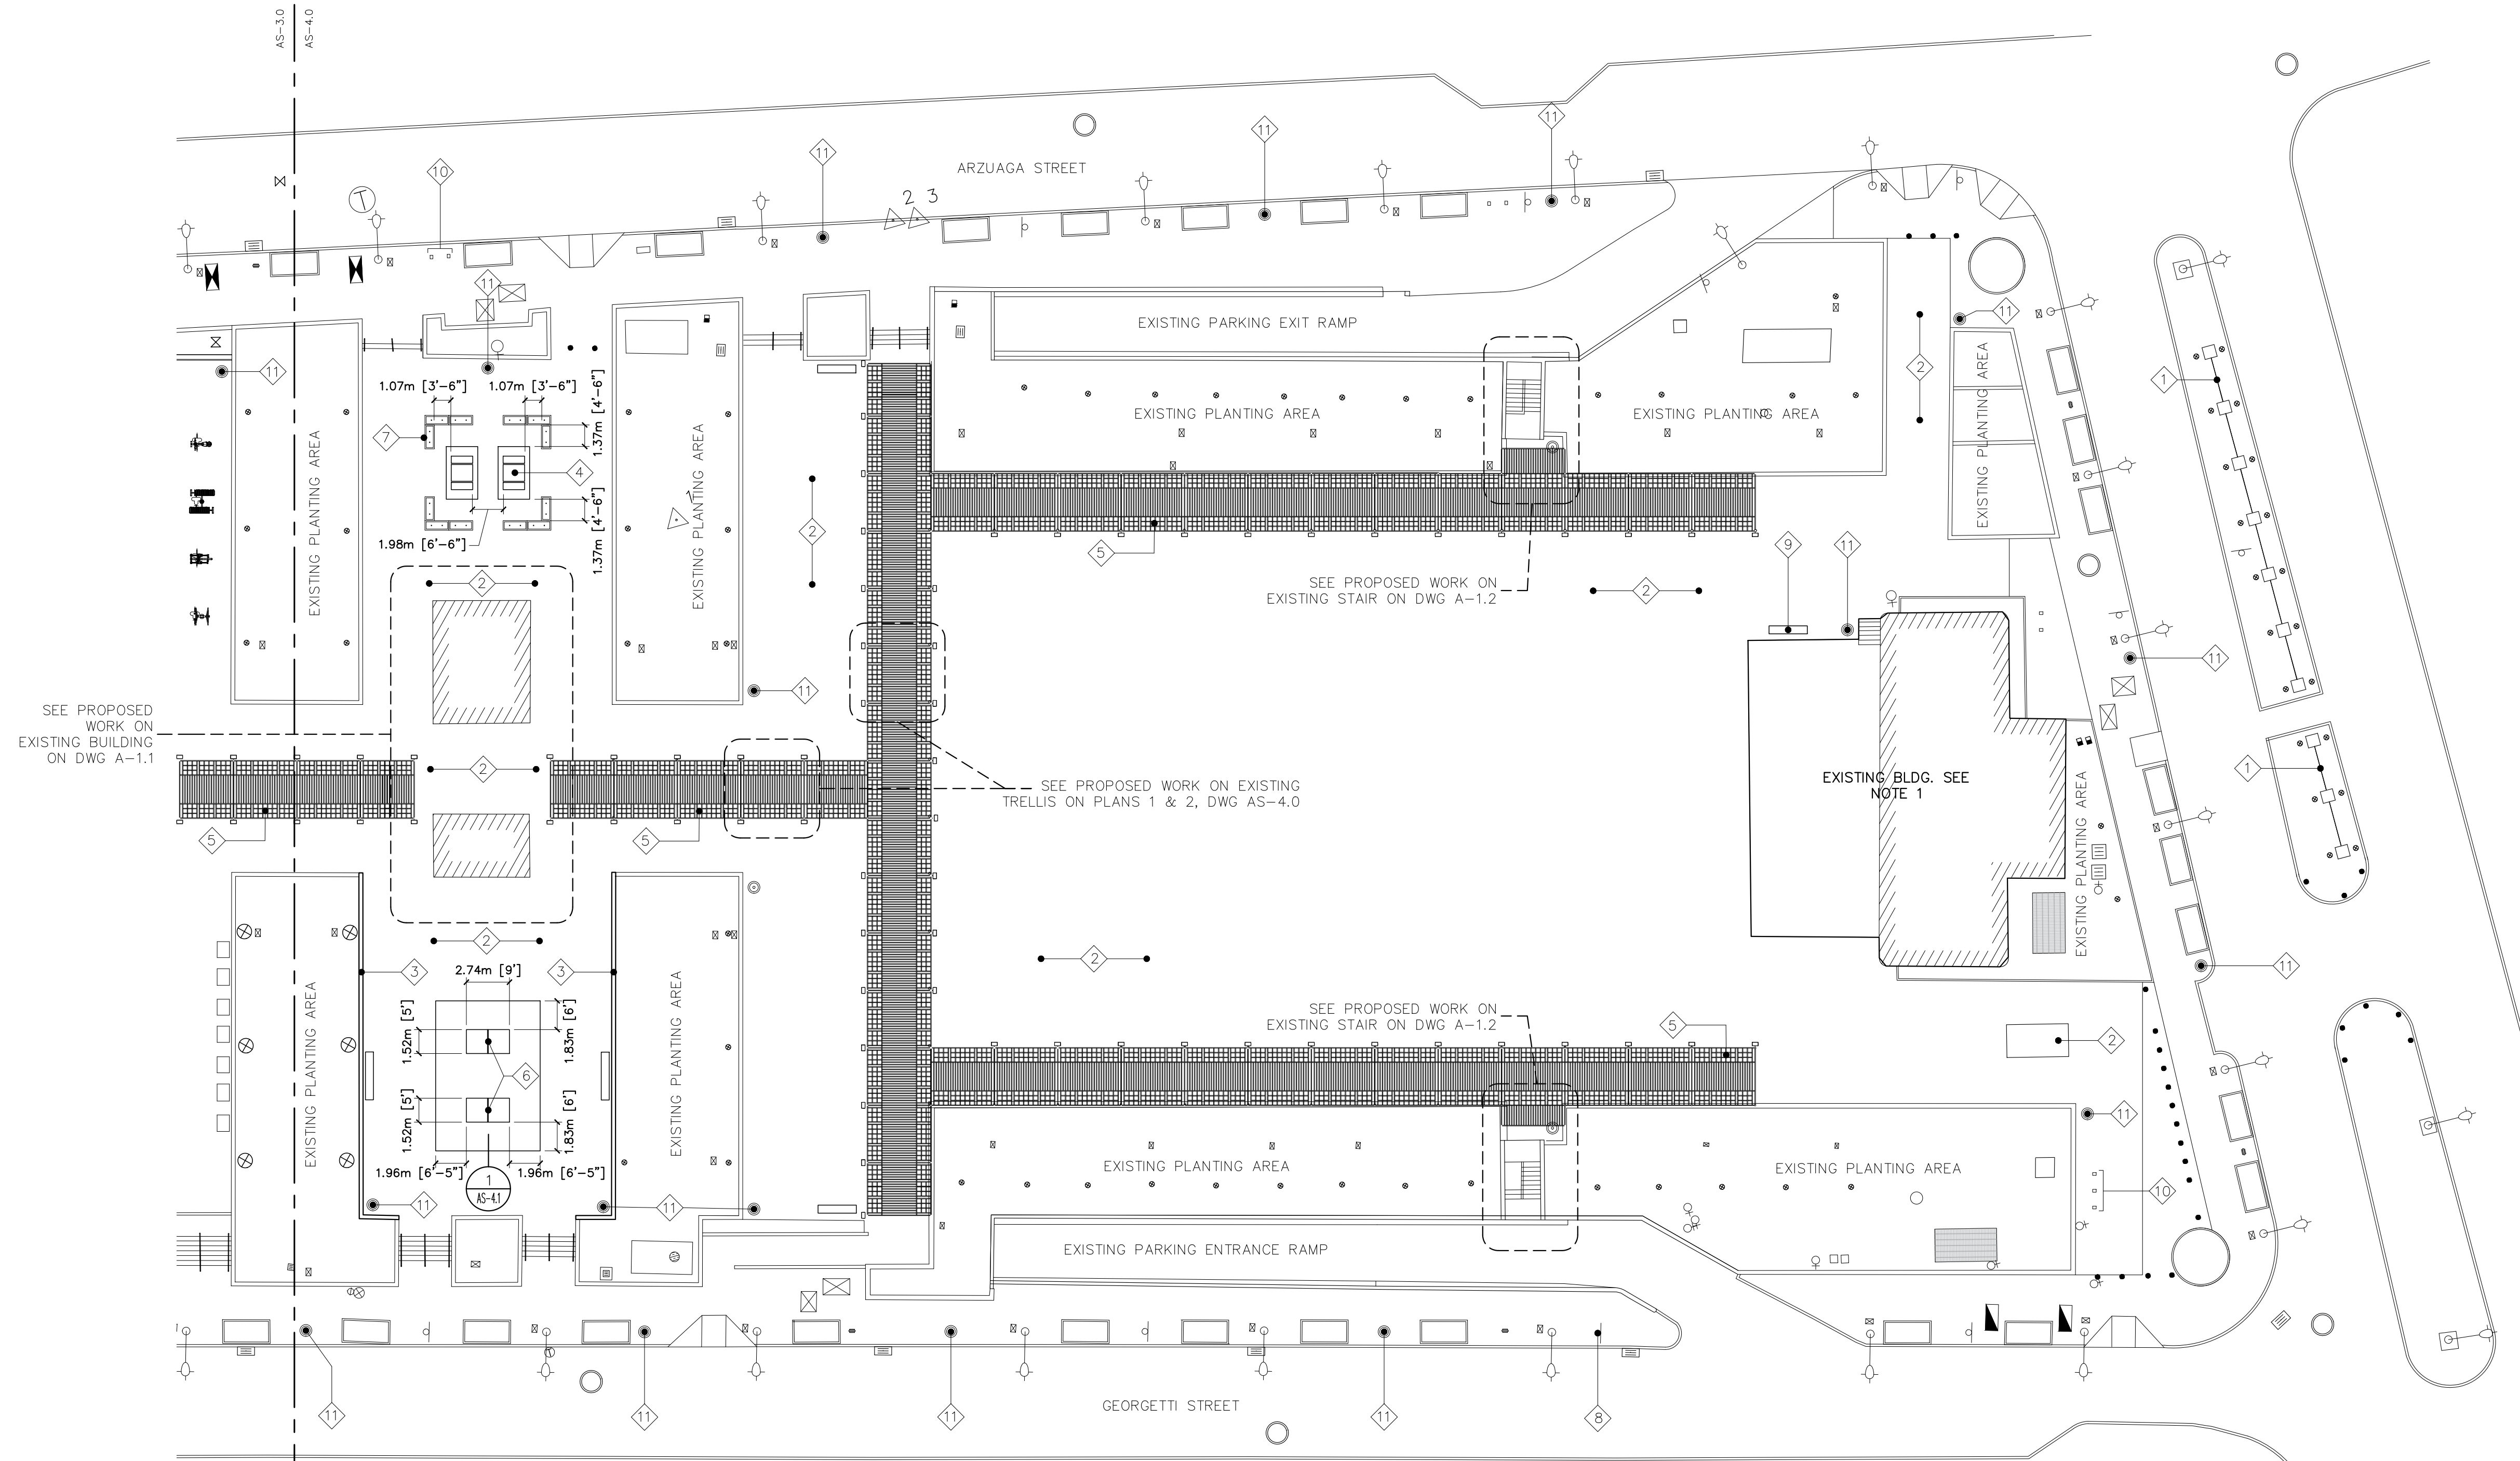 AS-3.0
AS-4.0
ARZUAGA STREET
11
11
11
10
T
2 3
11
11
11
EXISTING PARKING EXIT RAMP
EXISTING PLANTING AREA
EXISTING PLANTING AREA
EXISTING PLANTING AREA
EXISTING PLANTING AREA
EXISTING PLANTING AREA
1.07m [3'-6"]
1.07m [3'-6"]
1.37m [4'-6"]
1.37m [4'-6"]
1.98m [6'-6"]
7
4
1
2
2
1
5
9
11
SEE PROPOSED WORK ON
EXISTING STAIR ON DWG A-1.2
2
2
11
11
SEE PROPOSED
WORK ON
EXISTING BUILDING
ON DWG A-1.1
2
SEE PROPOSED WORK ON EXISTING
TRELLIS ON PLANS 1 & 2, DWG AS-4.0
EXISTING BLDG. SEE
NOTE 1
1
5
5
EXISTING PLANTING AREA
2
2
11
3
3
2.74m [9']
1.52m [5']
1.83m [6']
1.52m [5']
1.83m [6']
6
1.96m [6'-5"]
1.96m [6'-5"]
1
AS-4.1
EXISTING PLANTING AREA
EXISTING PLANTING AREA
SEE PROPOSED WORK ON
EXISTING STAIR ON DWG A-1.2
5
2
11
EXISTING PLANTING AREA
EXISTING PLANTING AREA
11
11
10
EXISTING PARKING ENTRANCE RAMP
T
11
11
11
11
8
GEORGETTI STREET